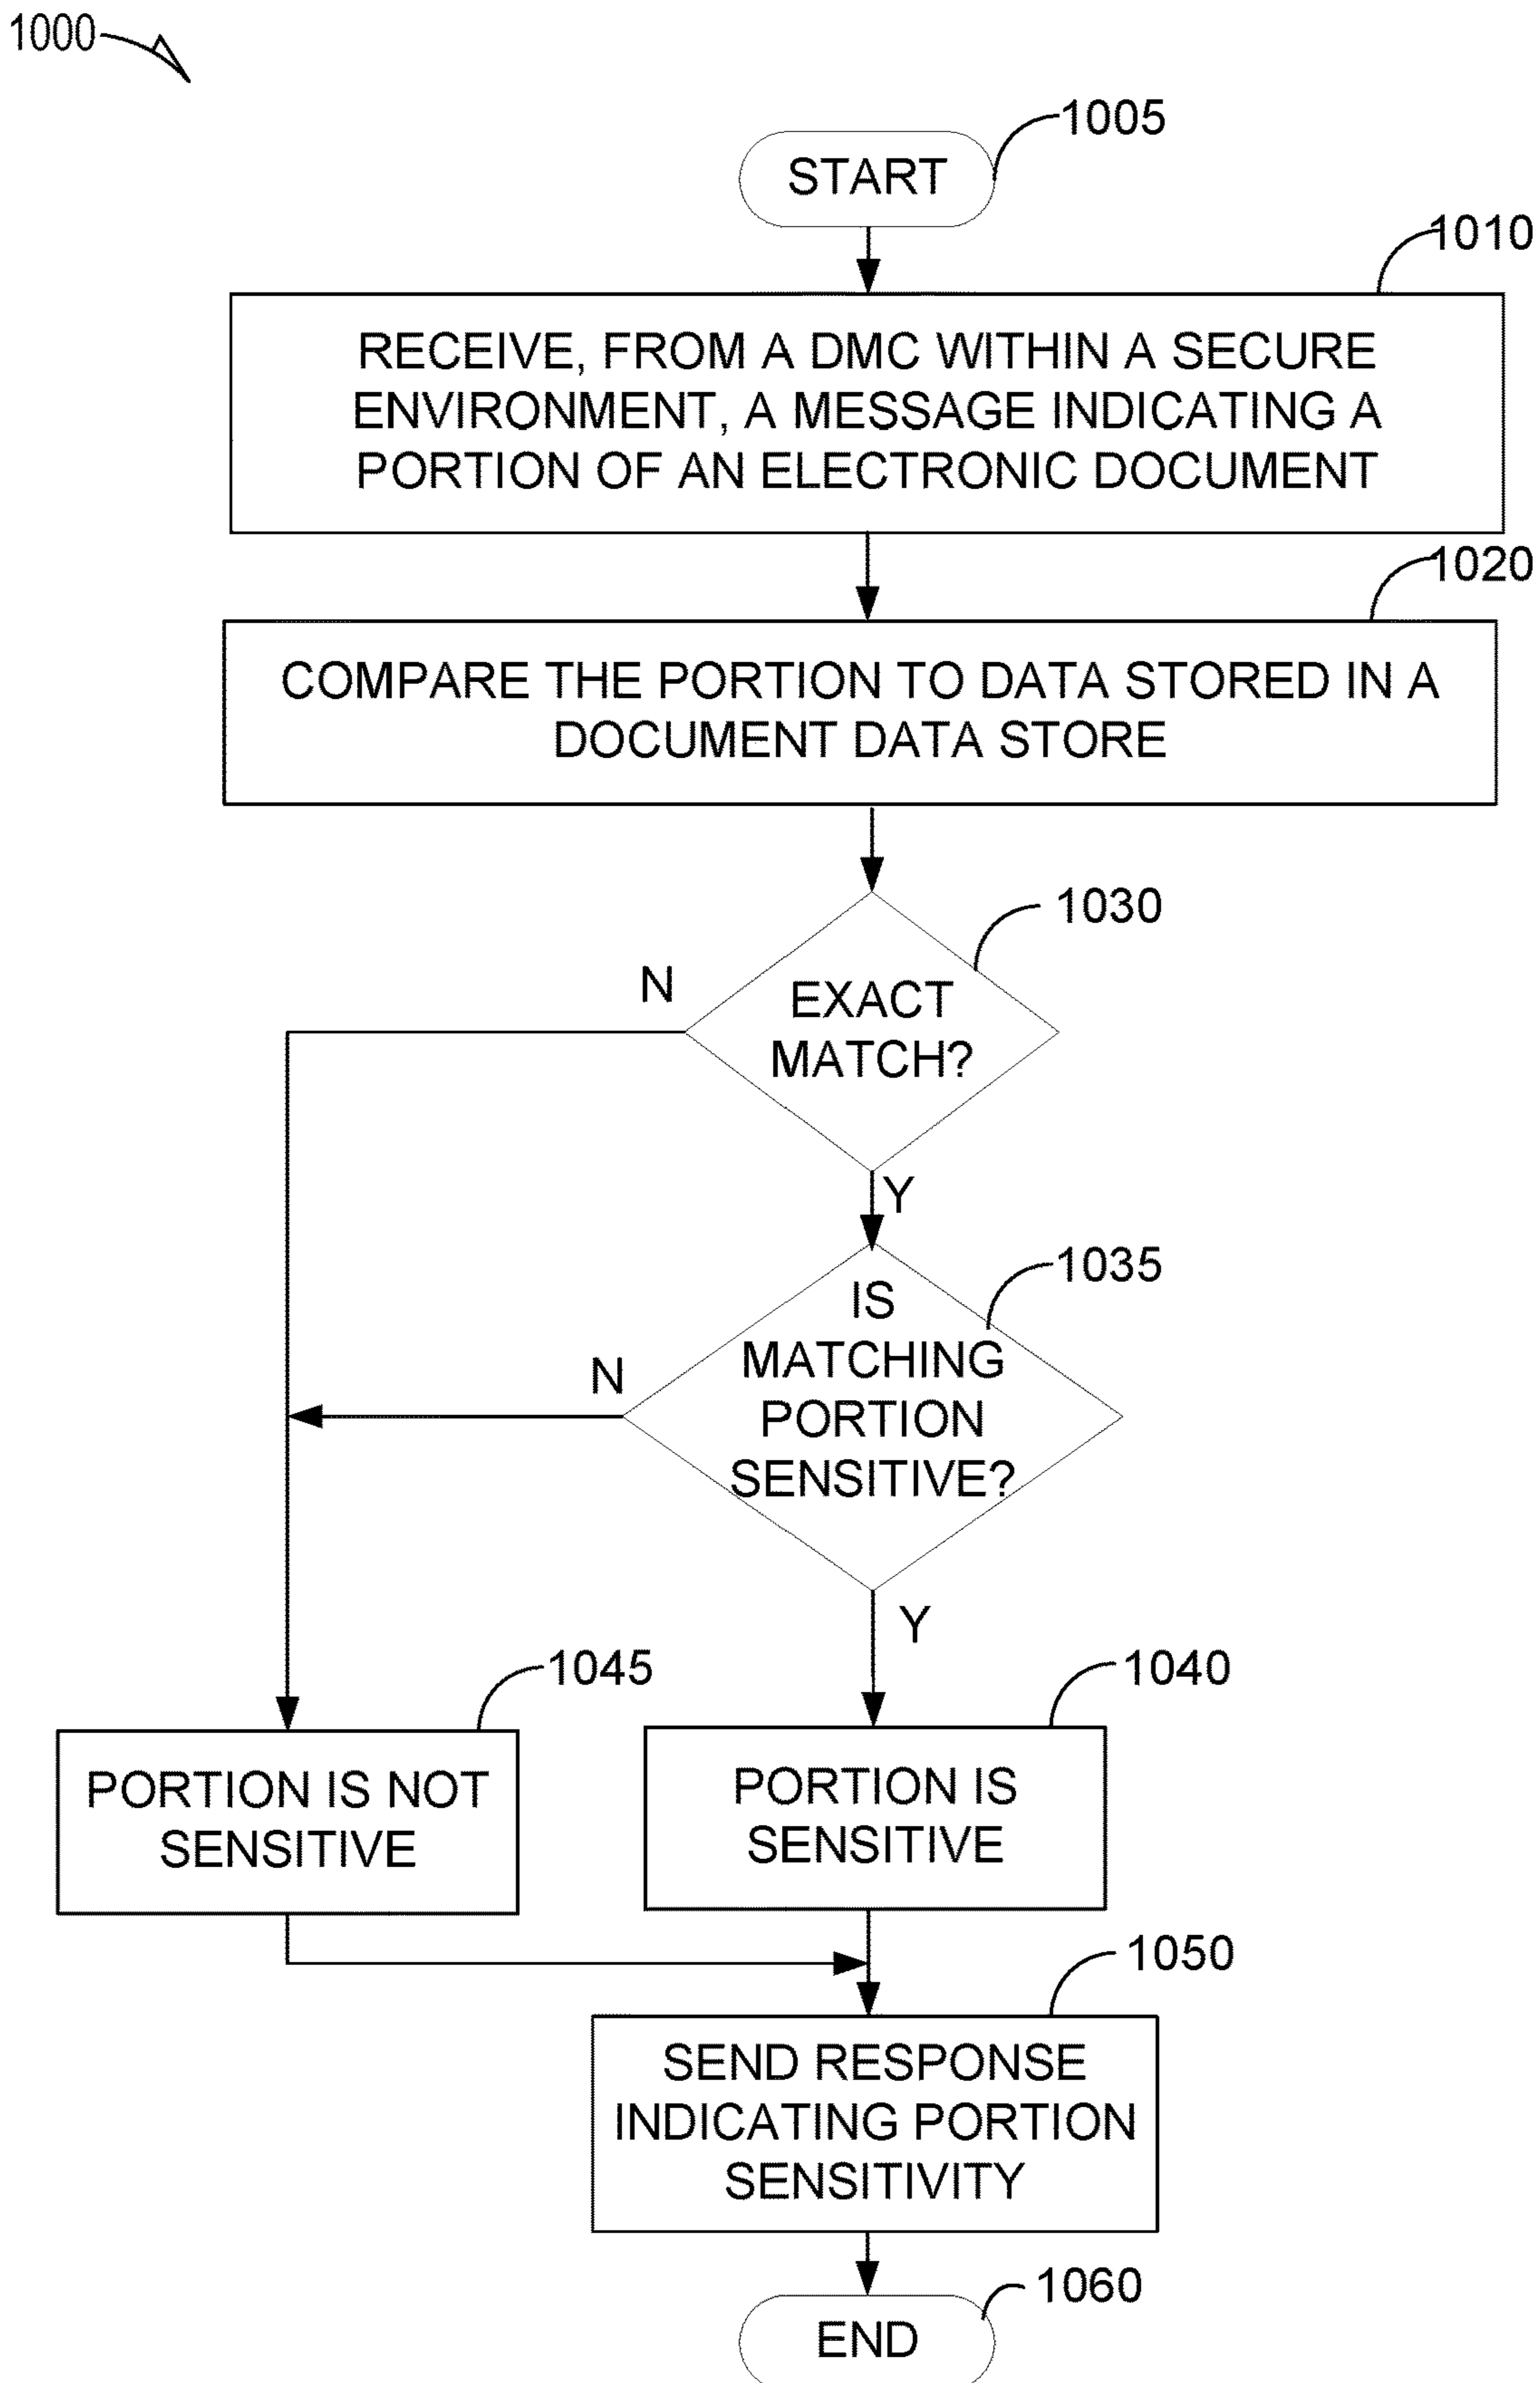 1000
1005
START
1010
RECEIVE, FROM A DMC WITHIN A SECURE
ENVIRONMENT, A MESSAGE INDICATING A
PORTION OF AN ELECTRONIC DOCUMENT
1020
COMPARE THE PORTION TO DATA STORED IN A
DOCUMENT DATA STORE
1030
N
EXACT
MATCH?
Y
1035
IS
MATCHING
N
PORTION
SENSITIVE?
Y
1045
1040
PORTION IS NOT
SENSITIVE
PORTION IS
SENSITIVE
1050
SEND RESPONSE
INDICATING PORTION
SENSITIVITY
1060
END